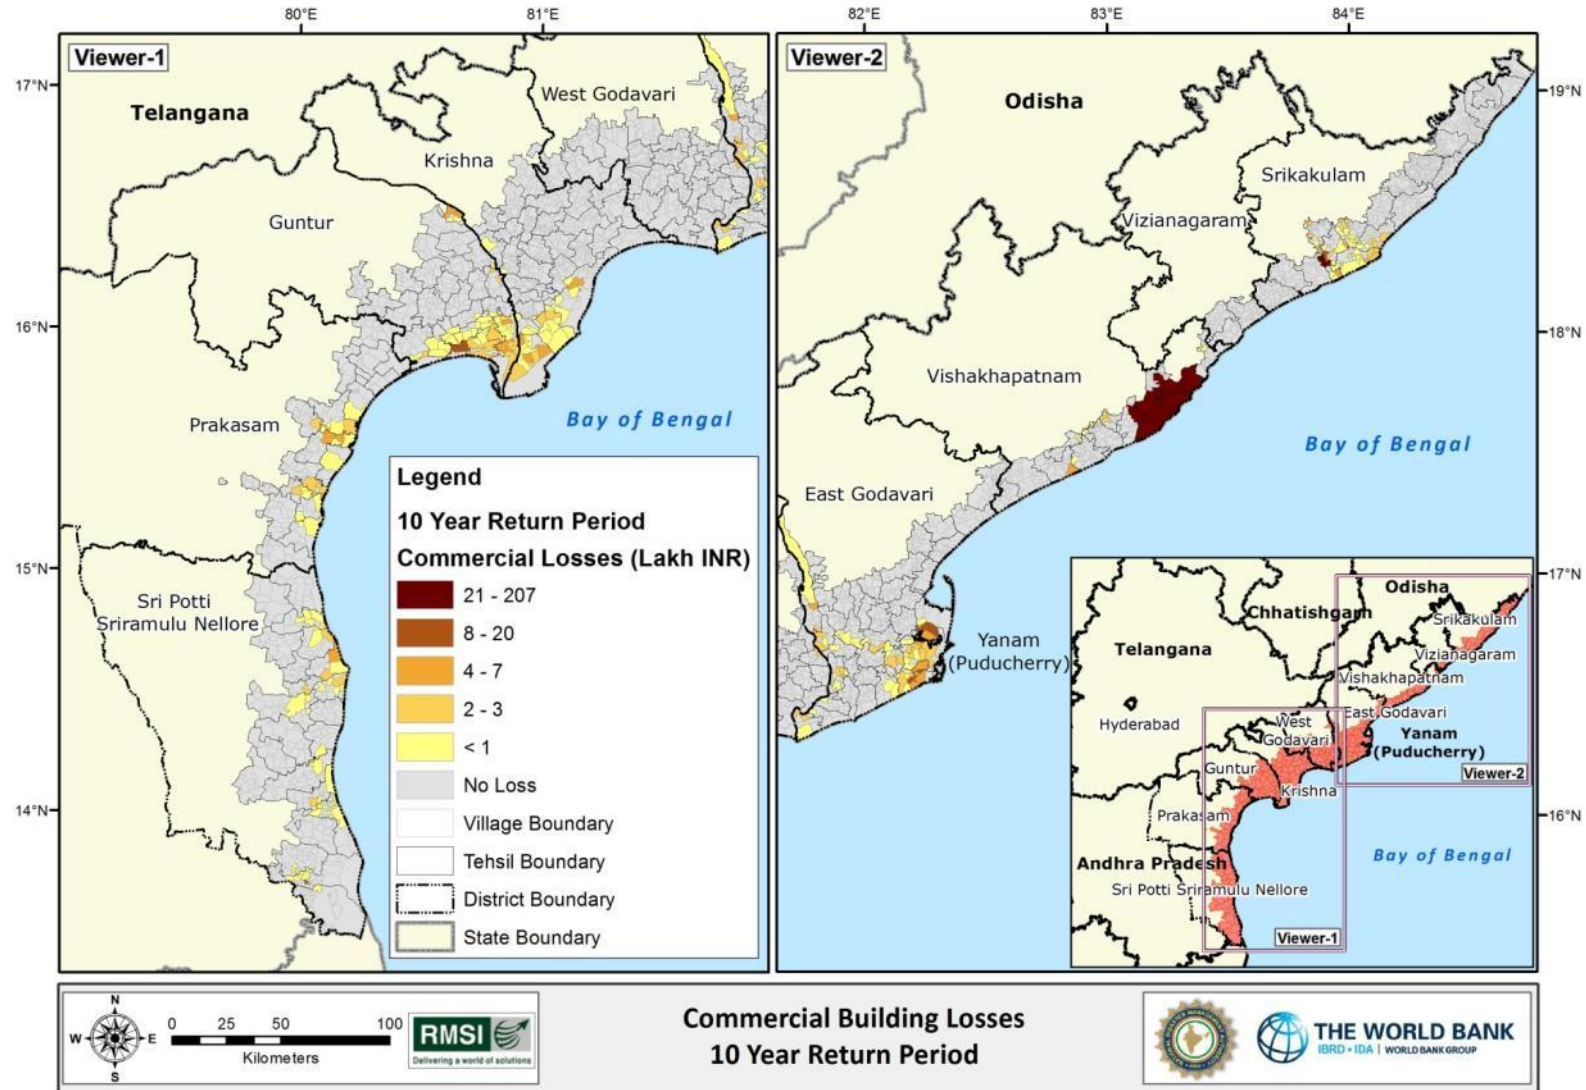 80°E
81°E
82°E
83°E
84°E
Viewer-1
17°N
16°N
15°N
14°N
Telangana
West Godavari
Krishna
Guntur
Prakasam
Bay of Bengal
Sri Potti
Sriramulu Nellore
Legend
10 Year Return Period
Commercial Losses (Lakh INR)
21 - 207
8 - 20
4 - 7
2 - 3
< 1
No Loss
Village Boundary
Tehsil Boundary
District Boundary
State Boundary
Viewer-2
19°N
18°N
17°N
16°N
Odisha
Srikakulam
Vizianagaram
Vishakhapatnam
Bay of Bengal
East Godavari
Yanam
(Puducherry)
Odisha
Chhatishgarh
Srikakulam
Telangana
Vizianagaram
Vishakhapatnam
Hyderabad
East Godavari
West
Godavari
Yanam
(Puducherry)
Viewer-2
Guntur
Krishna
Prakasam
Bay of Bengal
Andhra Pradesh
Sri Potti Sriramulu Nellore
Viewer-1
N
W
E
S
0 25 50 100
Kilometers
RMSI
Delivering a world of solutions
Commercial Building Losses
10 Year Return Period
THE WORLD BANK
IBRD • IDA | WORLD BANK GROUP